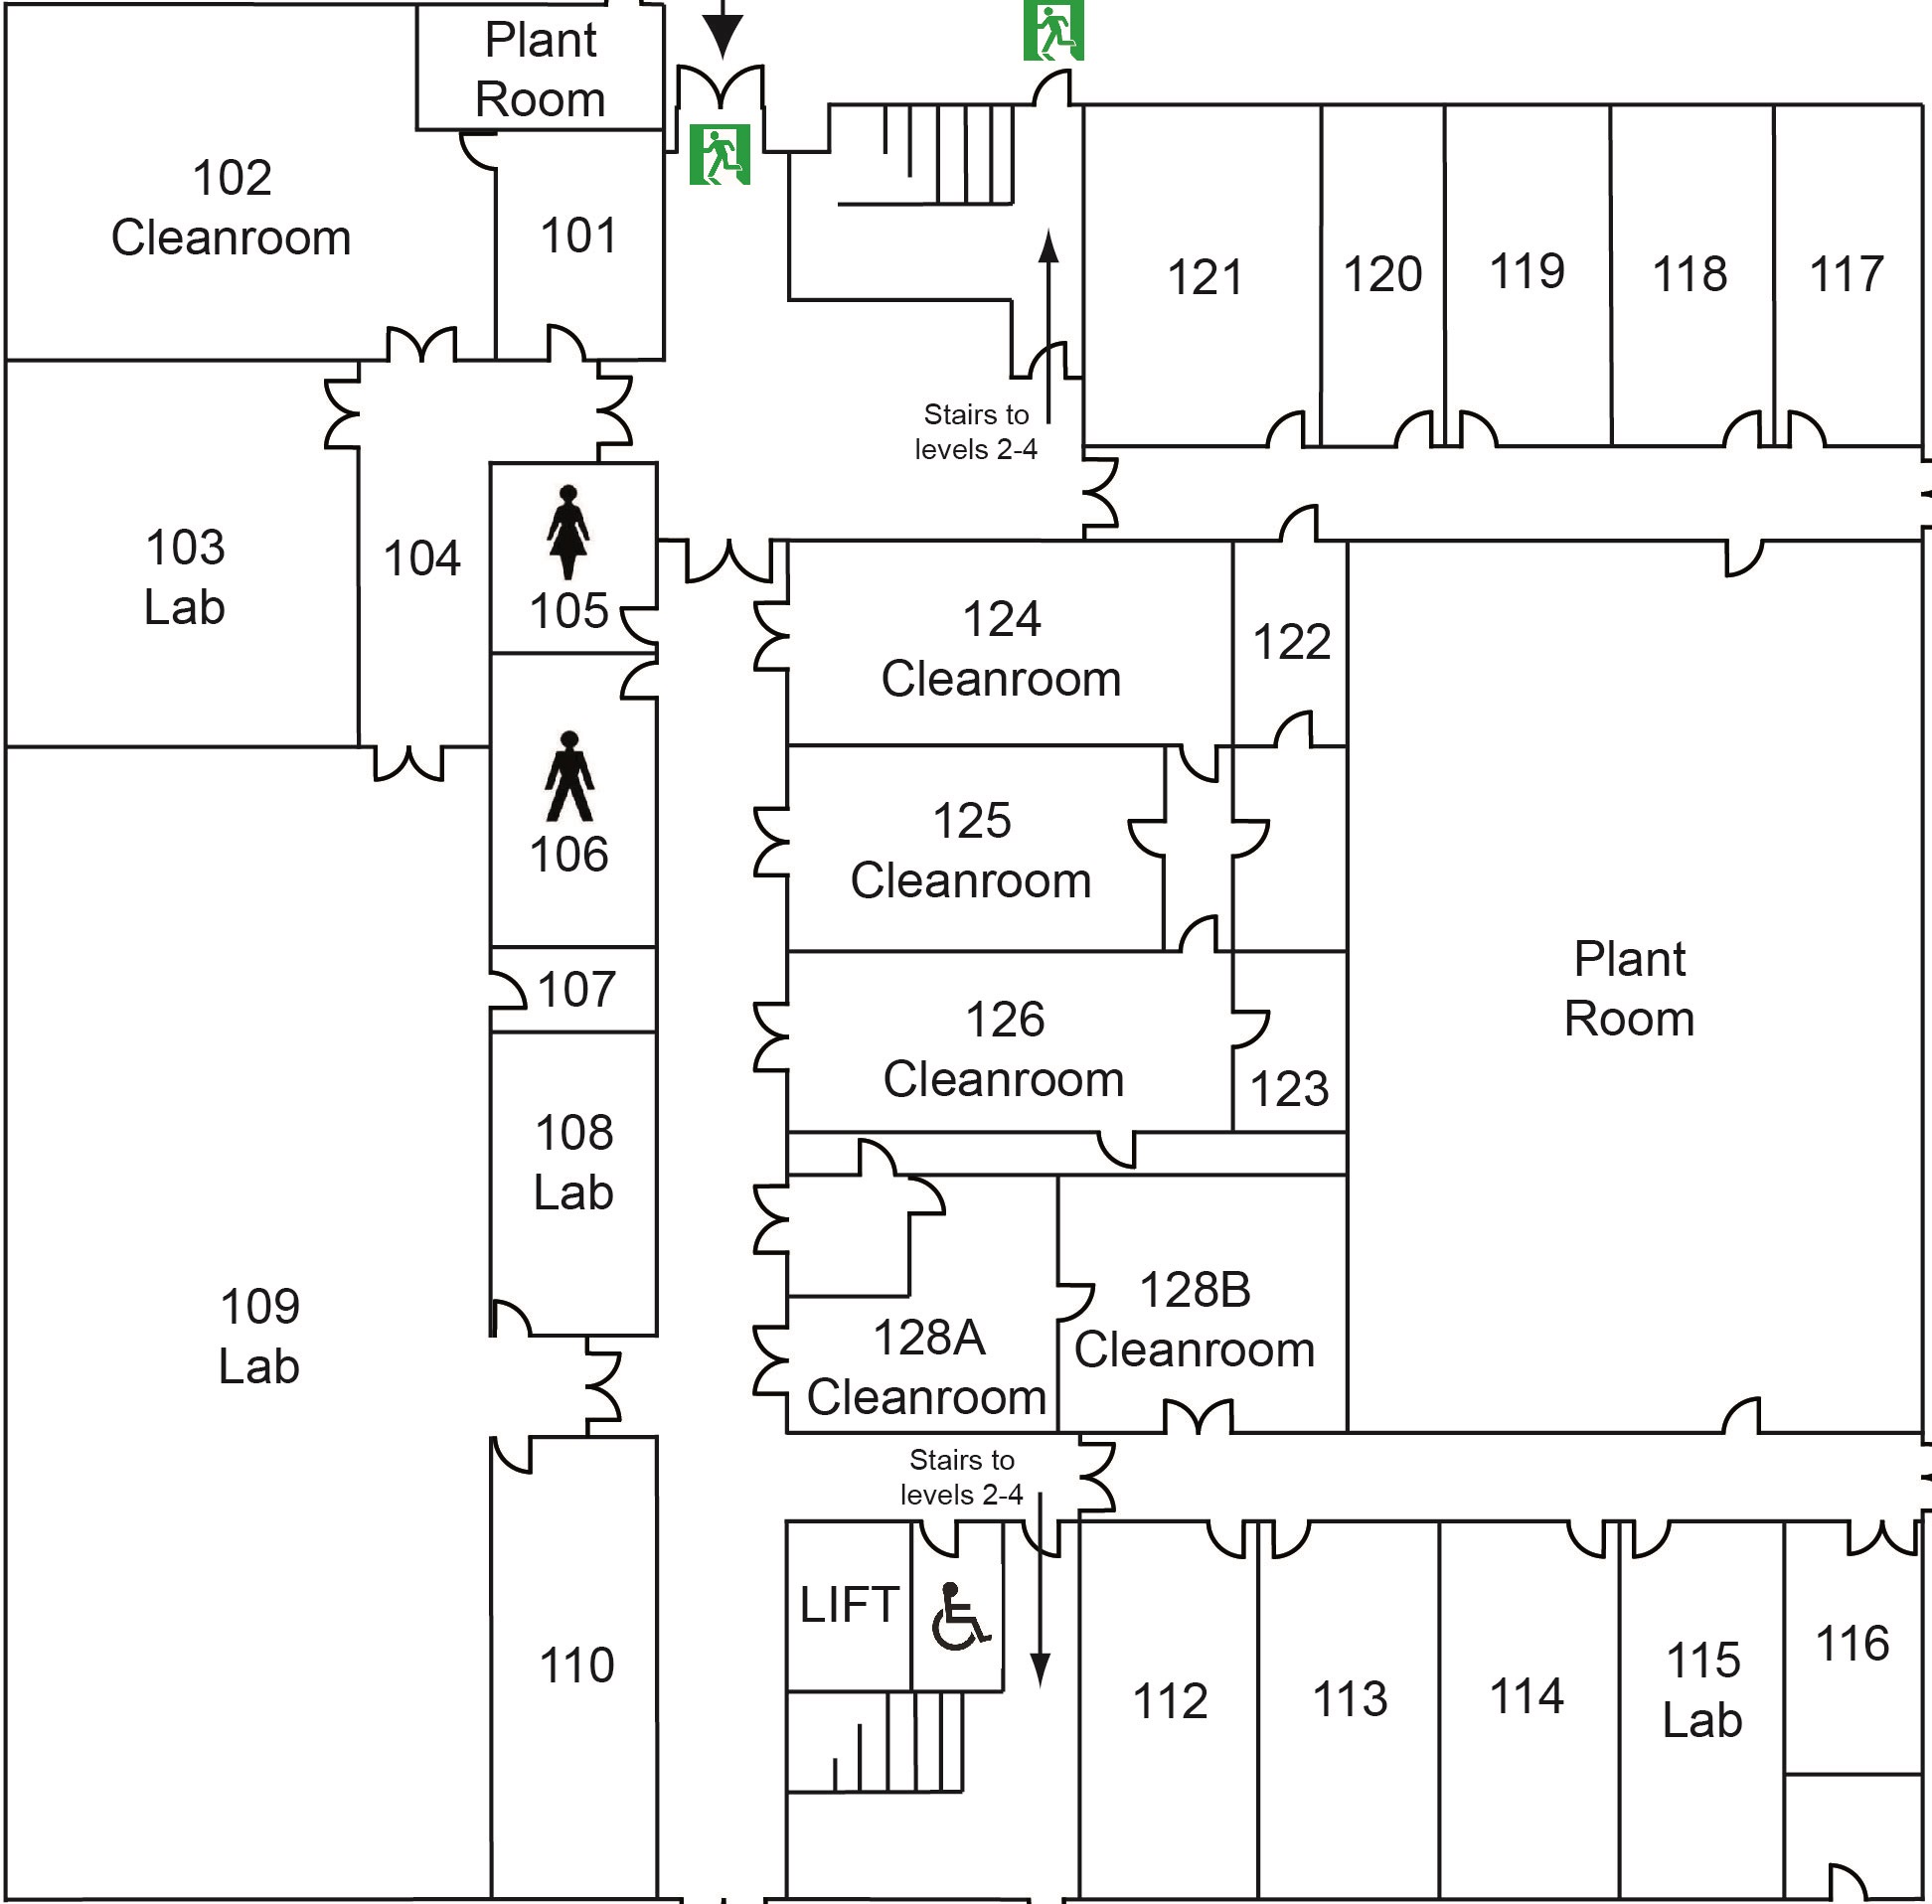 Plant
Room
102
Cleanroom
101
121
120
119
118
117
Stairs to
levels 2-4
103
Lab
104
105
124
Cleanroom
122
106
125
Cleanroom
107
126
Cleanroom
123
Plant
Room
108
Lab
109
Lab
128A
Cleanroom
128B
Cleanroom
Stairs to
levels 2-4
LIFT
110
112
113
114
115
Lab
116